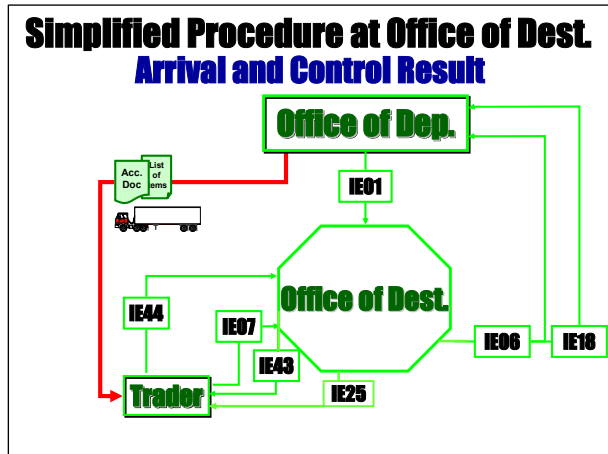 Simplified Procedure at Office of Dest.
Arrival and Control Result
Office of Dep.
Acc.
Doc
List
of
tems
IE01
Office of Dest.
IE44
IE07
IE43
IE06
IE18
Trader
IE25